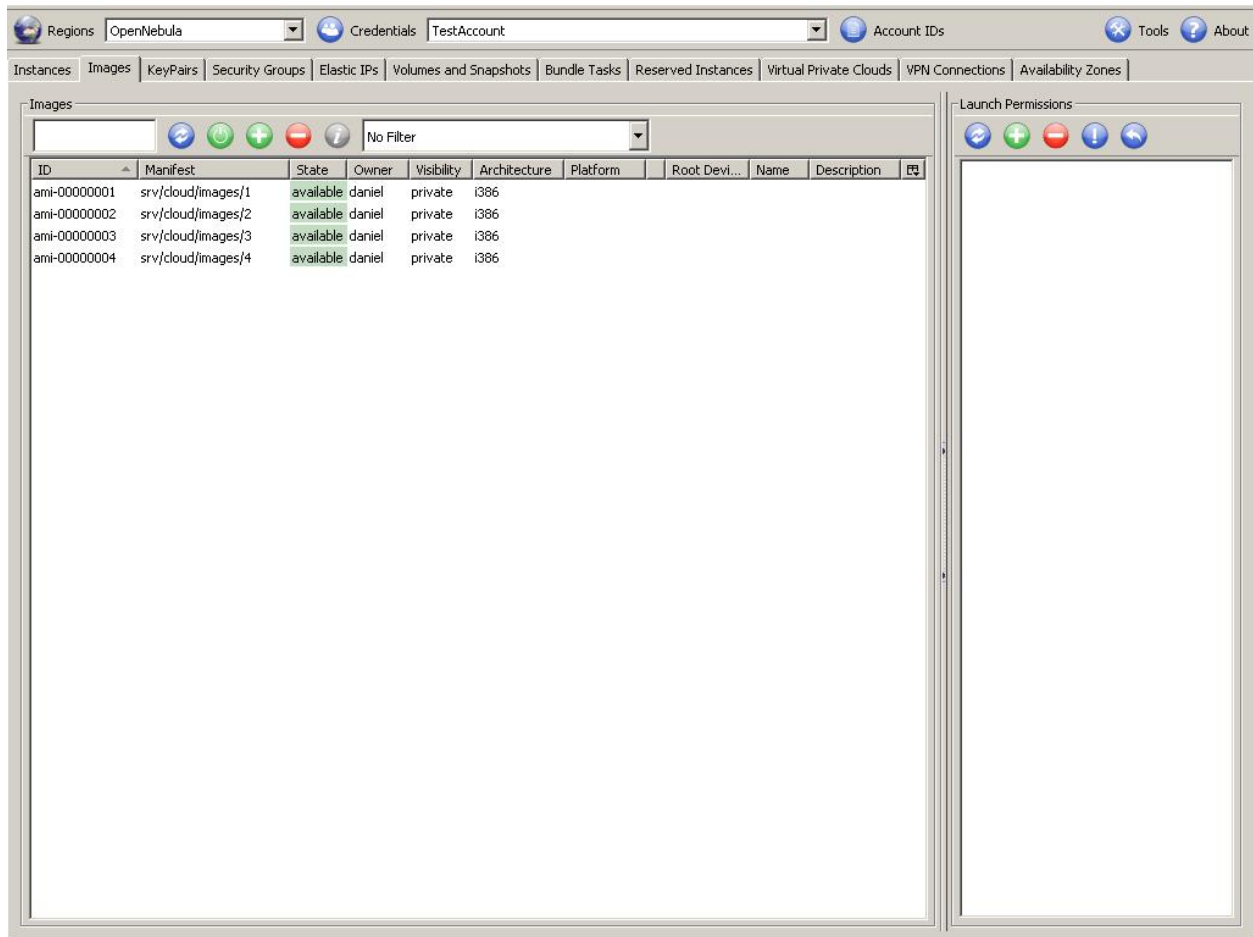 Regions OpenNebula Credentials TestAccount Account IDs Tools About
Instances Images KeyPairs Security Groups Elastic IPs Volumes and Snapshots Bundle Tasks Reserved Instances Virtual Private Clouds VPN Connections Availability Zones
Images
Launch Permissions
No Filter
ID Manifest State Owner Visibility Architecture Platform Root Devi... Name Description
ami-00000001 srv/cloud/images/1 available daniel private i386
ami-00000002 srv/cloud/images/2 available daniel private i386
ami-00000003 srv/cloud/images/3 available daniel private i386
ami-00000004 srv/cloud/images/4 available daniel private i386